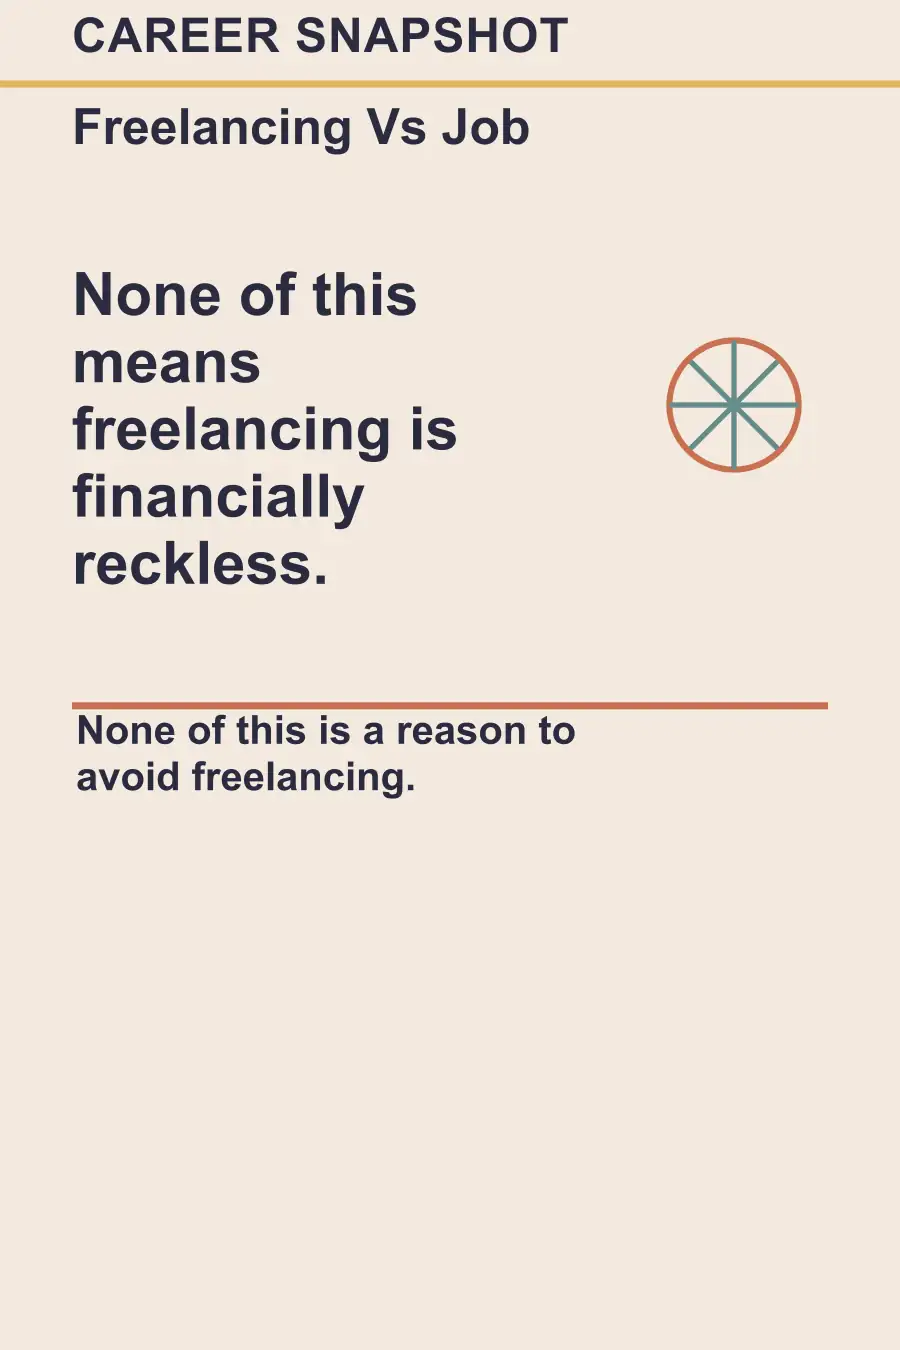 CAREER SNAPSHOT
Freelancing Vs Job
None of this
means
freelancing is
financially
reckless.
None of this is a reason to
avoid freelancing.